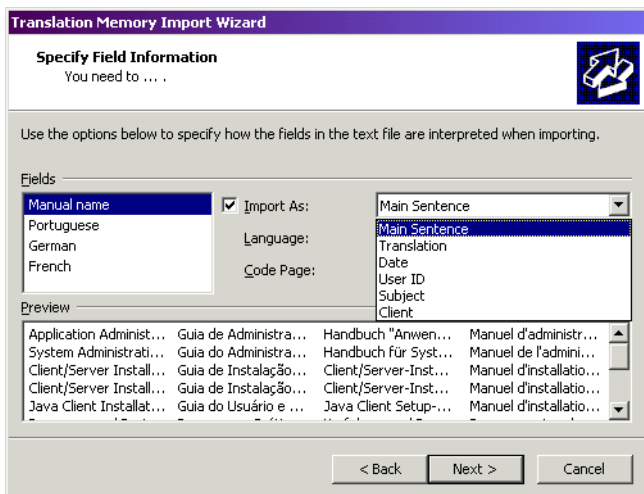 Translation Memory Import Wizard
Specify Field Information
You need to ... .
Use the options below to specify how the fields in the text file are interpreted when importing.
Fields
Manual name
Portuguese
German
French
Import As:
Main Sentence
Language:
Code Page:
Main Sentence
Translation
Date
User ID
Subject
Client
Preview
Application Administ... Guia de Administra... Handbuch "Anwen... Manuel d'administr...
System Administrati... Guia do Administra... Handbuch für Syst... Manuel de l'admini...
Client/Server Install... Guia de Instalação... Client/Server-Inst... Manuel d'installatio...
Client/Server Install... Guia de Instalação... Client/Server-Inst... Manuel d'installatio...
Java Client Installat... Guia do Usuário e ... Java Client Setup-... Manuel d'installatio...
< Back Next > Cancel